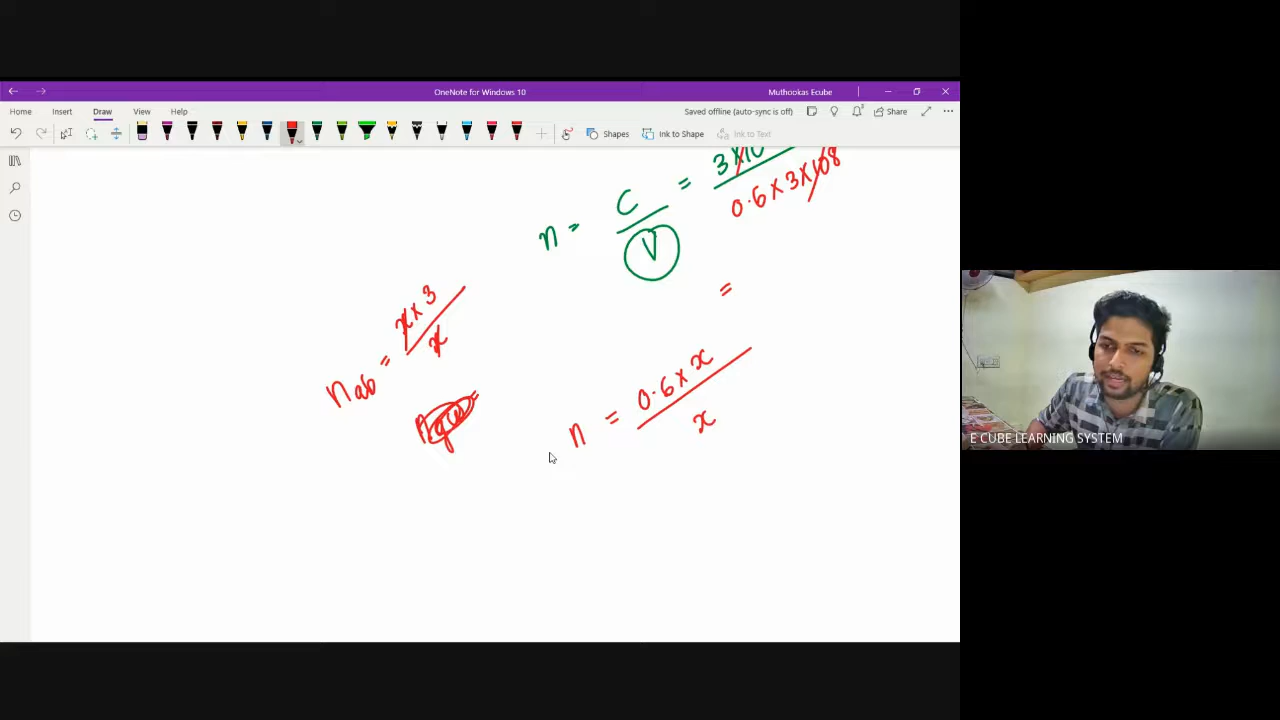 OneNote for Windows 10
Muthookas Ecube
Home Insert Draw View Help
Saved offline (auto-sync is off)
Share
Shapes
Ink to Shape
Ink to Text
n = C / V = 3 × 10 / 0.6 × 3 × 108
=
nab = x × 3 / x
n = 0.6 × x / x
E CUBE LEARNING SYSTEM